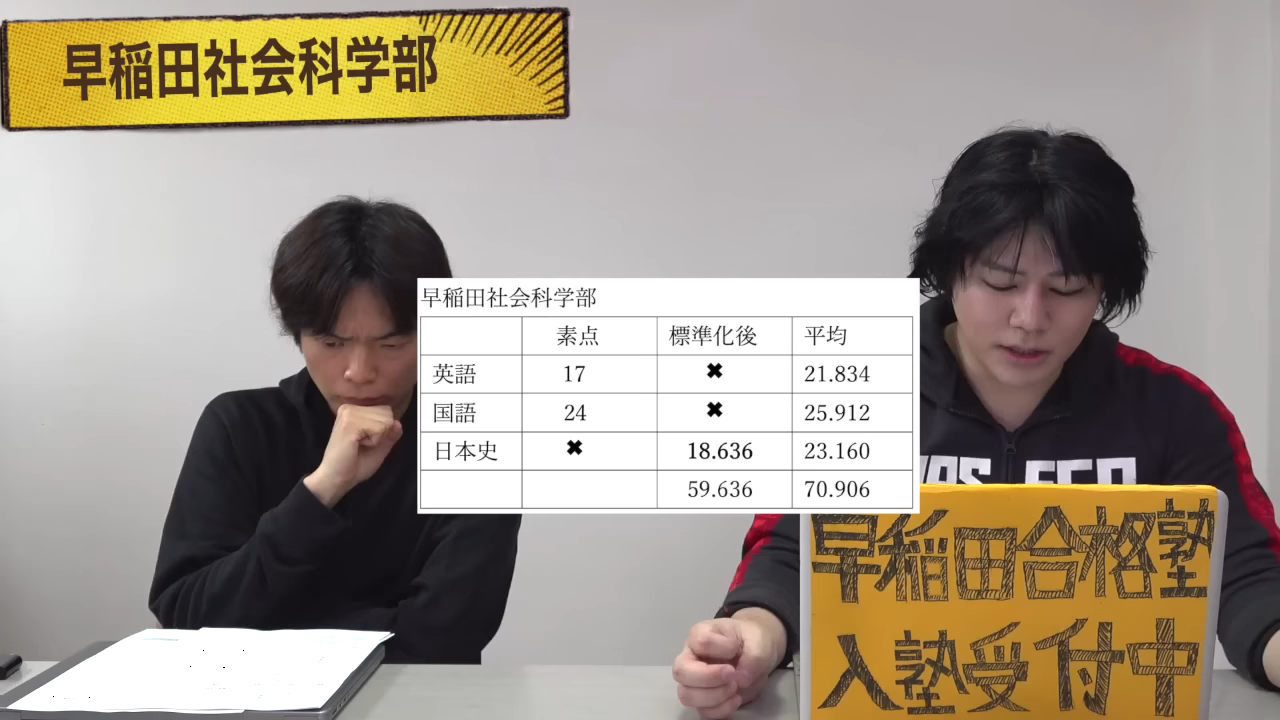 早稲田社会科学部
早稲田社会科学部
素点 標準化後 平均
英語 17 ✖ 21.834
国語 24 ✖ 25.912
日本史 ✖ 18.636 23.160
59.636 70.906
早稲田合格塾
入塾受付中